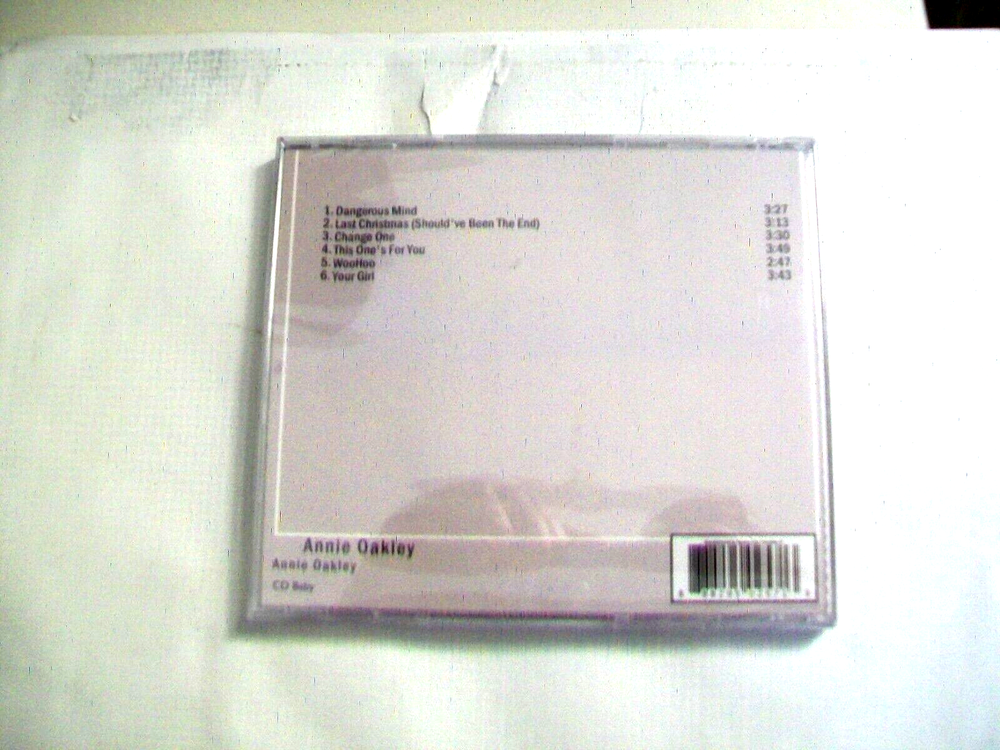 1. Dangerous Mind 3:27
2. Last Christmas (Should've Been The End) 3:13
3. Change One 3:30
4. This One's For You 3:49
5. WooHoo 2:47
6. Your Girl 3:43
Annie Oakley
Annie Oakley
CD Baby